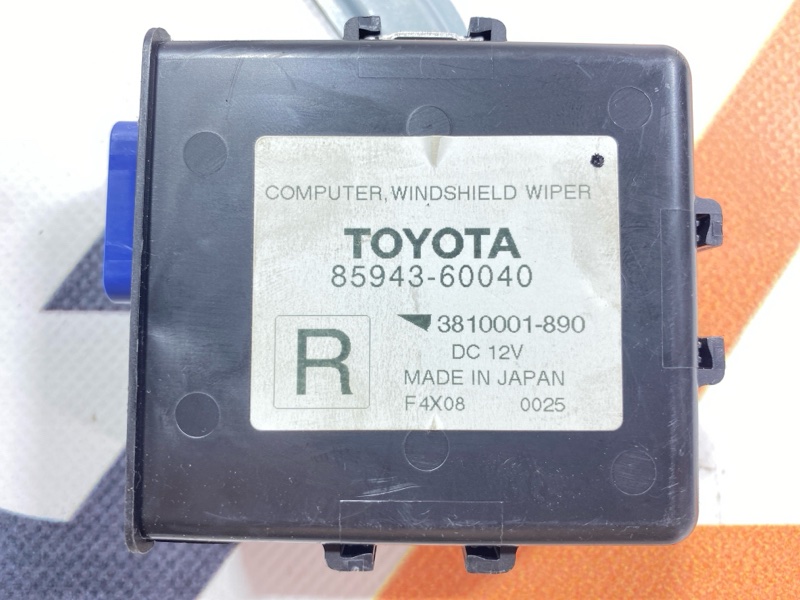 COMPUTER, WINDSHIELD WIPER
TOYOTA
85943-60040
R
3810001-890
DC 12V
MADE IN JAPAN
F4X08 0025